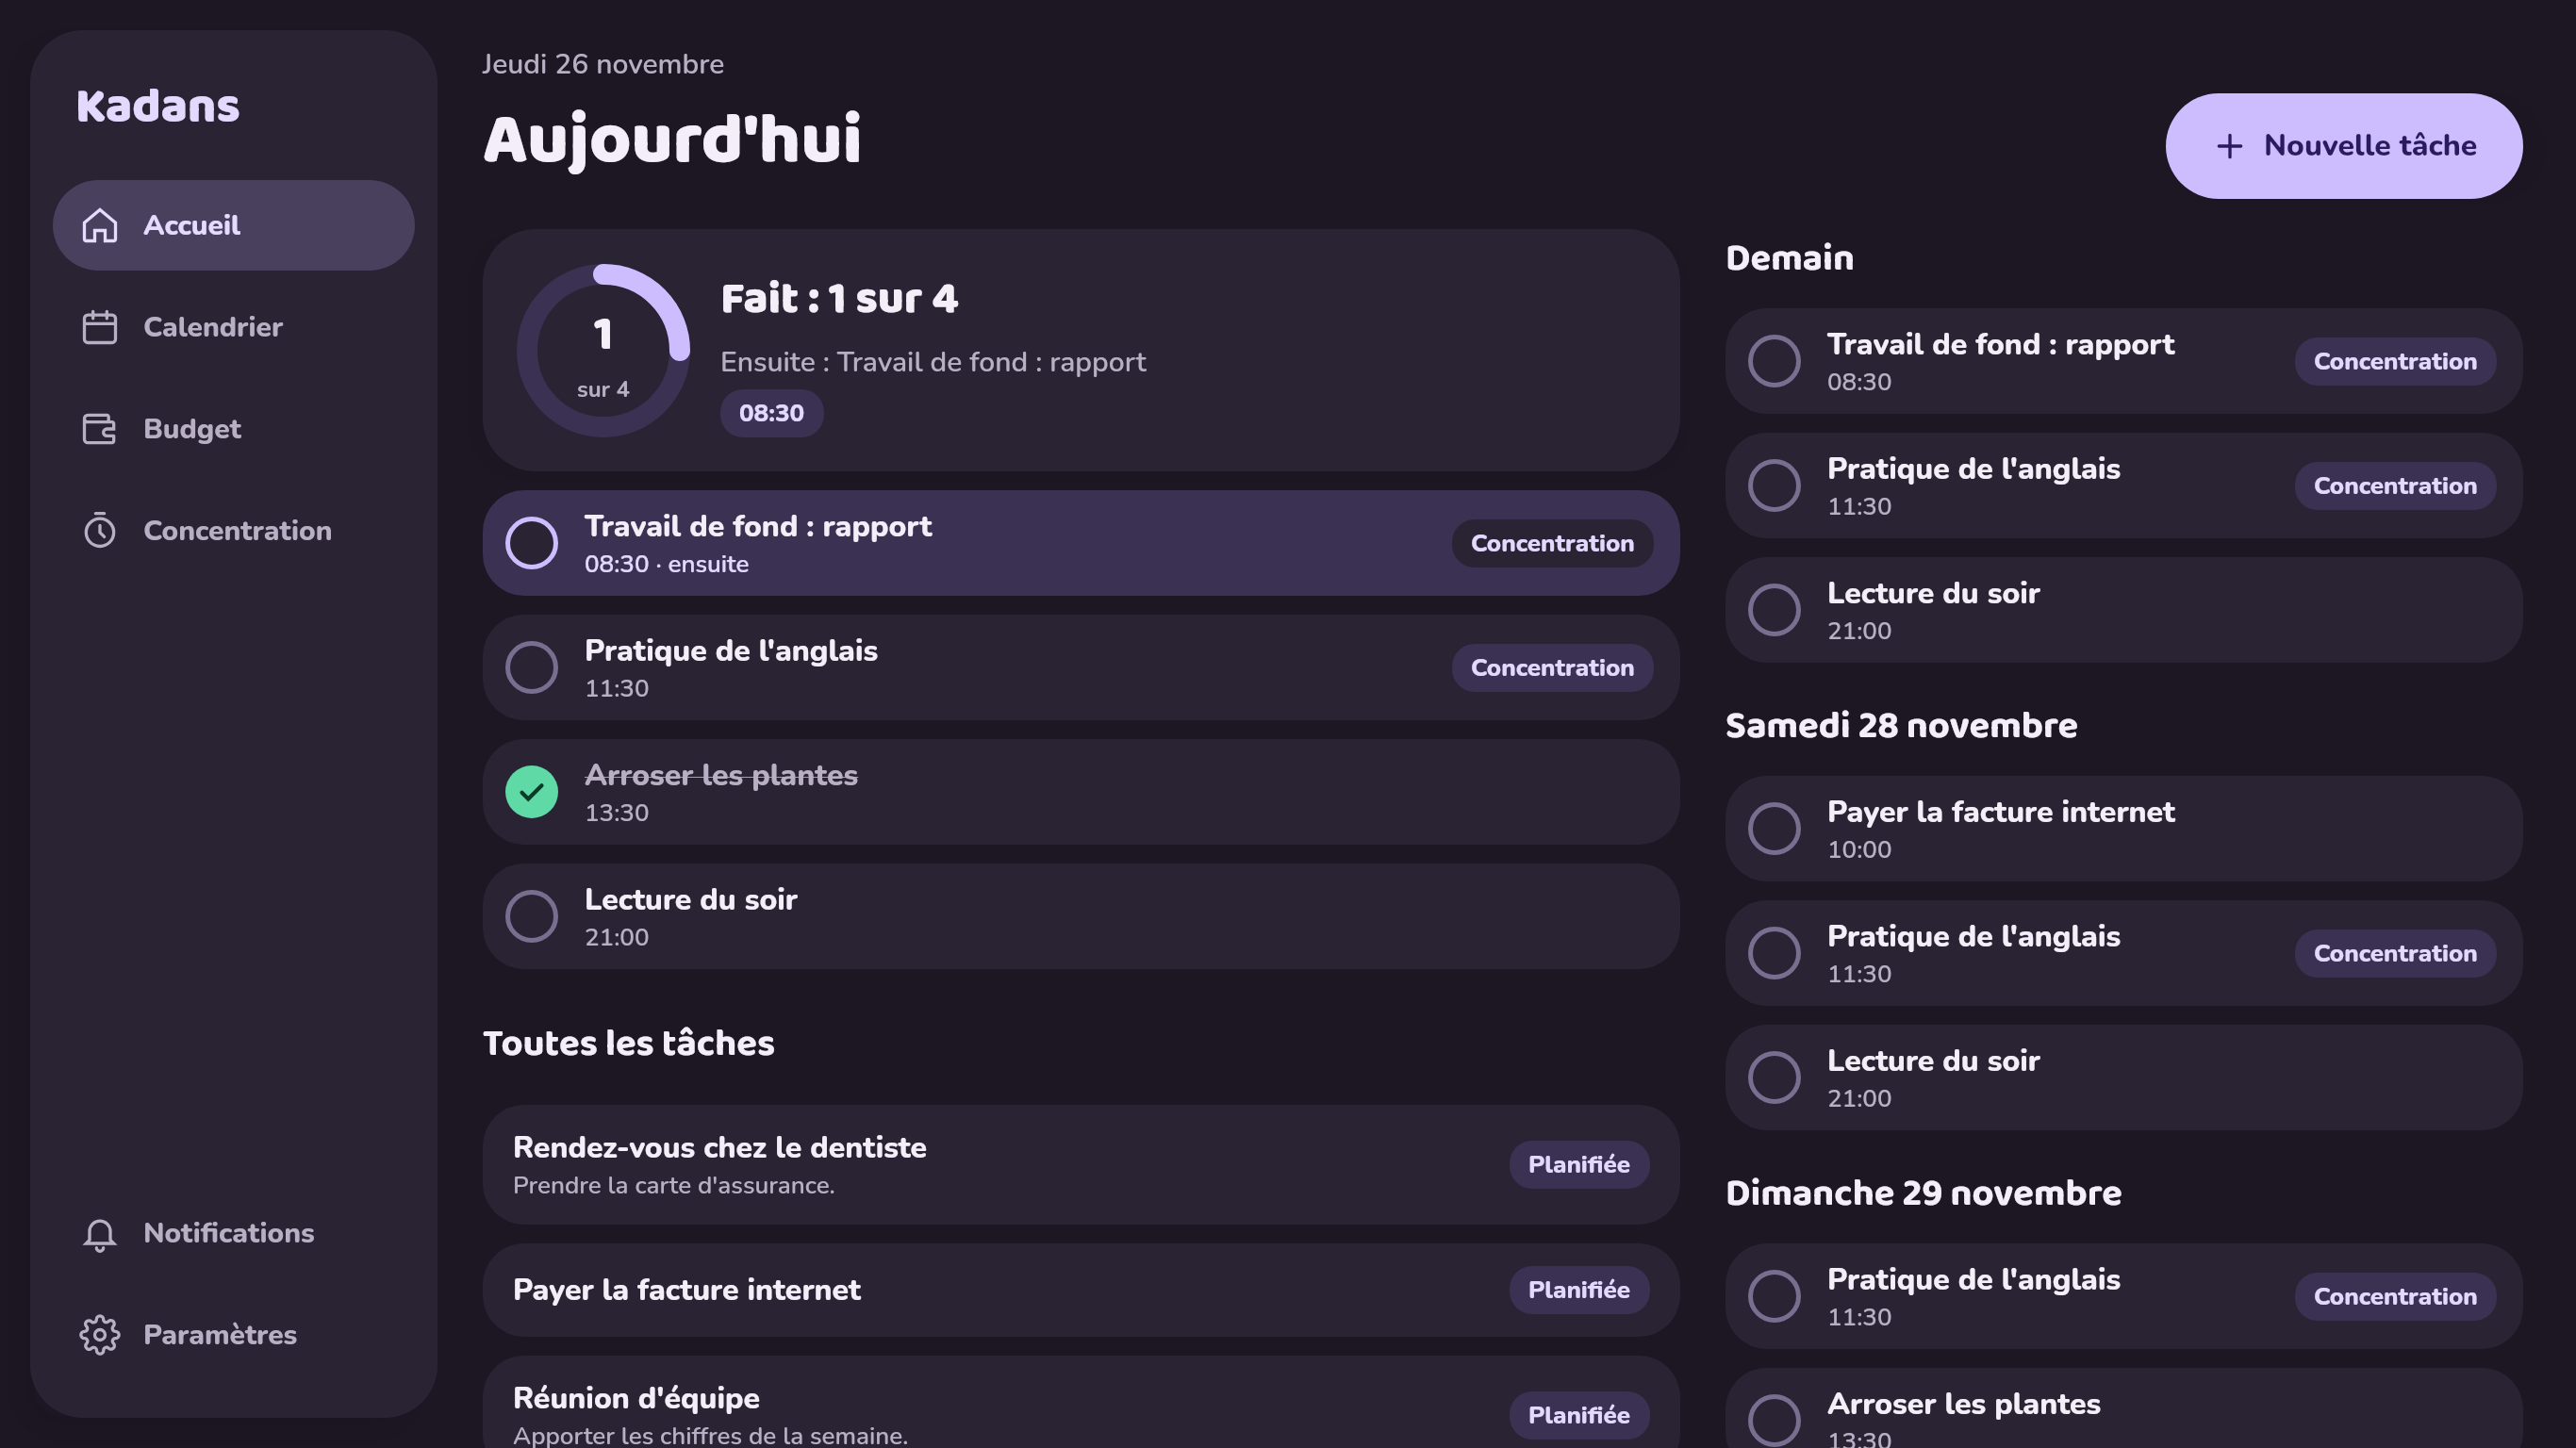 Kadans
Accueil
Calendrier
Budget
Concentration
Notifications
Paramètres
Jeudi 26 novembre
Aujourd'hui
Nouvelle tâche
1
sur 4
Fait : 1 sur 4
Ensuite : Travail de fond : rapport
08:30
Travail de fond : rapport
08:30 · ensuite
Concentration
Pratique de l'anglais
11:30
Concentration
Arroser les plantes
13:30
Lecture du soir
21:00
Toutes les tâches
Rendez-vous chez le dentiste
Prendre la carte d'assurance.
Planifiée
Payer la facture internet
Planifiée
Réunion d'équipe
Apporter les chiffres de la semaine.
Planifiée
Demain
Travail de fond : rapport
08:30
Concentration
Pratique de l'anglais
11:30
Concentration
Lecture du soir
21:00
Samedi 28 novembre
Payer la facture internet
10:00
Pratique de l'anglais
11:30
Concentration
Lecture du soir
21:00
Dimanche 29 novembre
Pratique de l'anglais
11:30
Concentration
Arroser les plantes
13:30